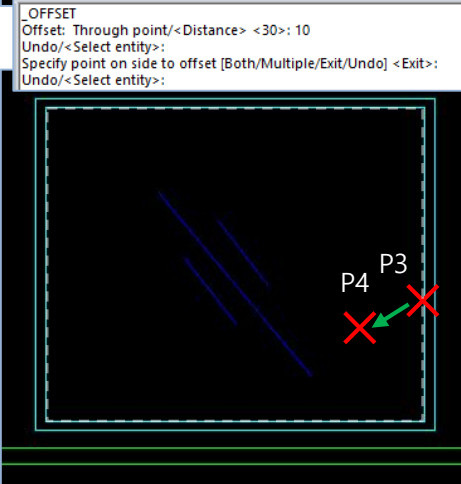 _OFFSET
Offset:  Through point/<Distance> <30>: 10
Undo/<Select entity>:
Specify point on side to offset [Both/Multiple/Exit/Undo] <Exit>:
Undo/<Select entity>:
P3
P4